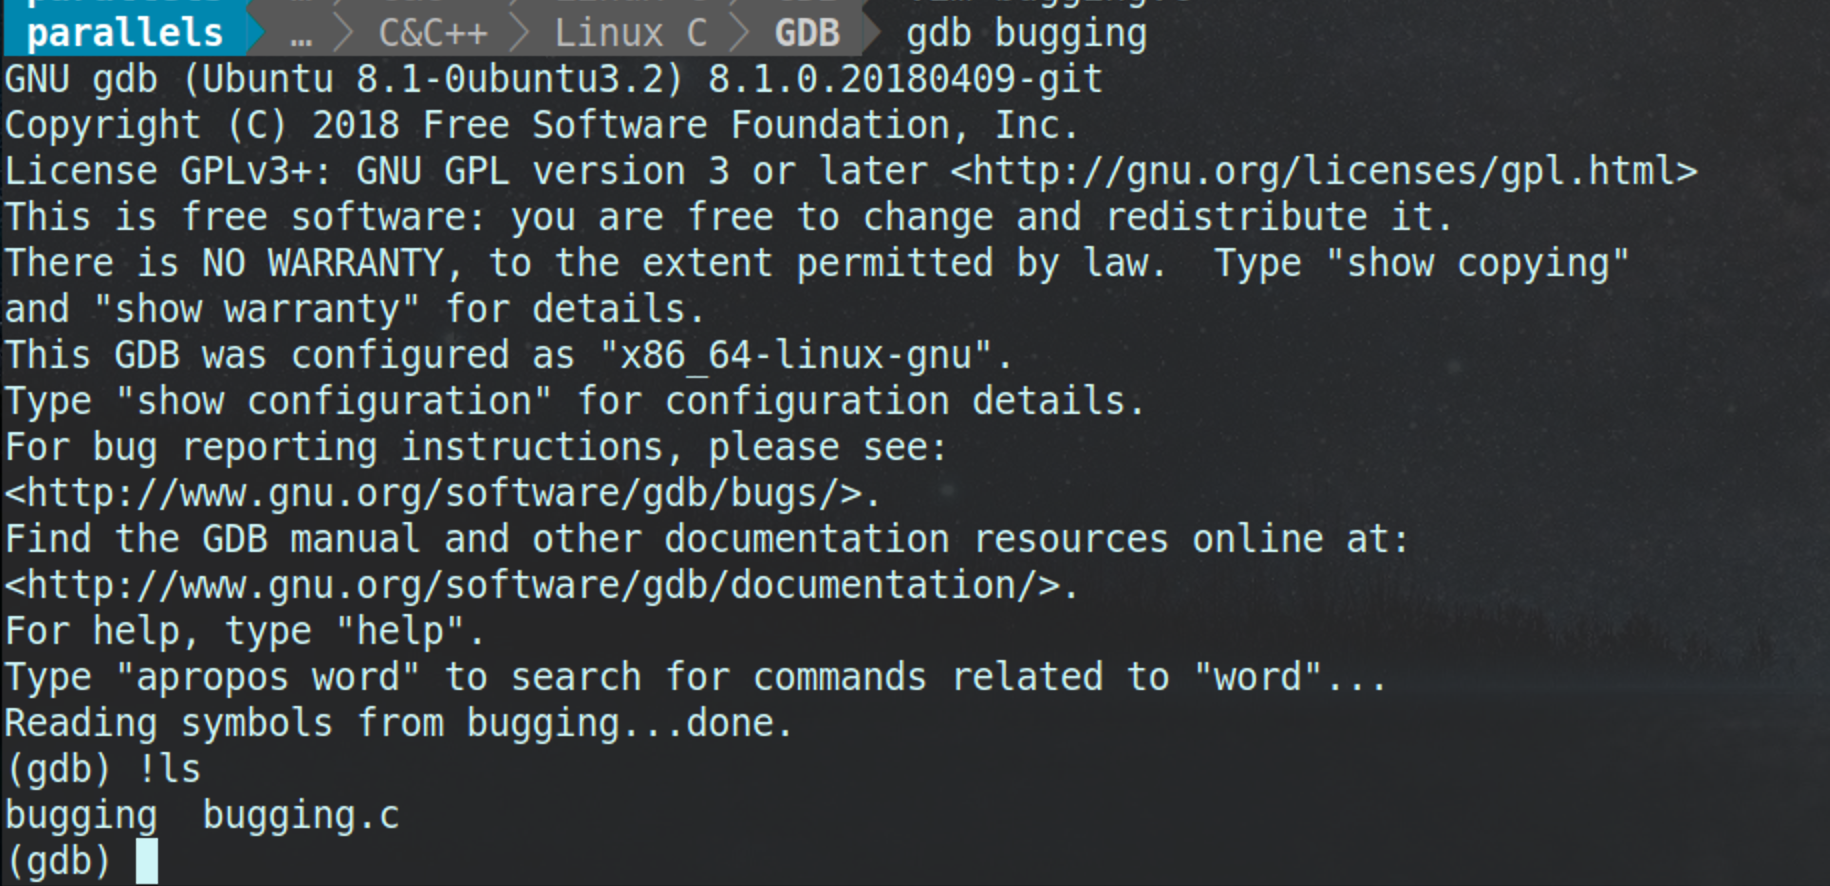 parallels … C&C++ Linux C GDB gdb bugging
GNU gdb (Ubuntu 8.1-0ubuntu3.2) 8.1.0.20180409-git
Copyright (C) 2018 Free Software Foundation, Inc.
License GPLv3+: GNU GPL version 3 or later <http://gnu.org/licenses/gpl.html>
This is free software: you are free to change and redistribute it.
There is NO WARRANTY, to the extent permitted by law.  Type "show copying"
and "show warranty" for details.
This GDB was configured as "x86_64-linux-gnu".
Type "show configuration" for configuration details.
For bug reporting instructions, please see:
<http://www.gnu.org/software/gdb/bugs/>.
Find the GDB manual and other documentation resources online at:
<http://www.gnu.org/software/gdb/documentation/>.
For help, type "help".
Type "apropos word" to search for commands related to "word"...
Reading symbols from bugging...done.
(gdb) !ls
bugging  bugging.c
(gdb)